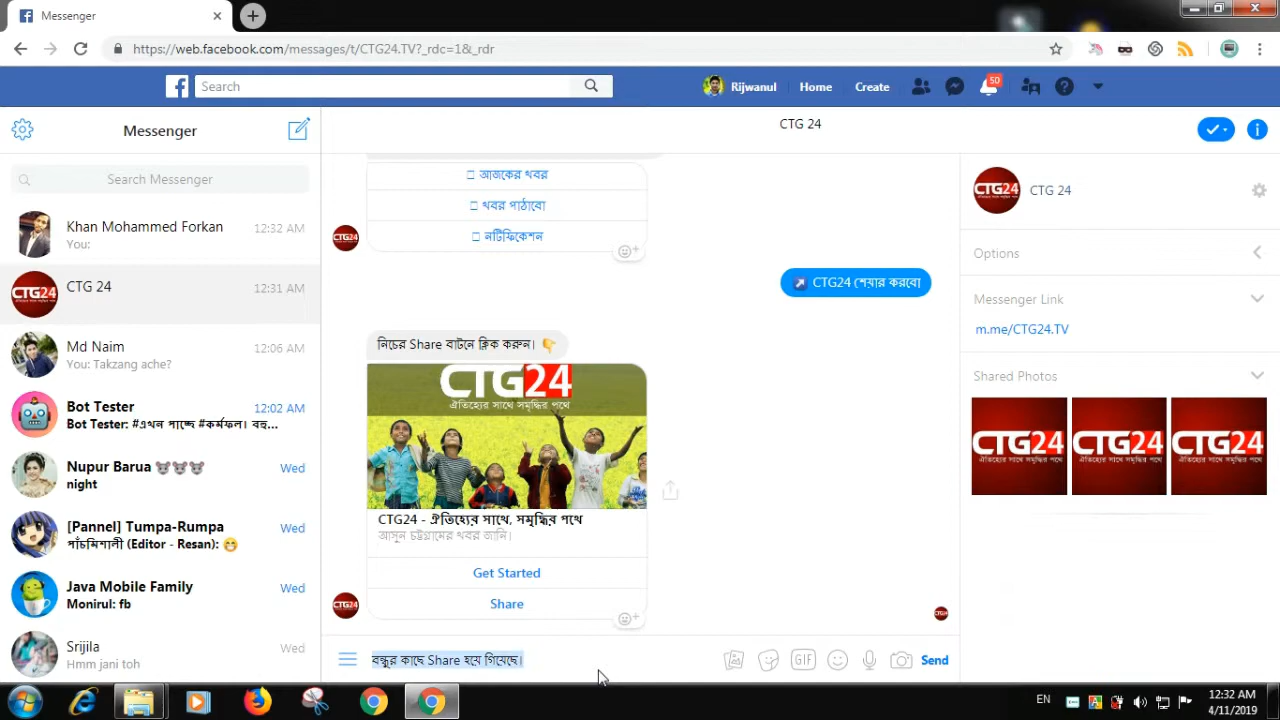 Messenger
https://web.facebook.com/messages/t/CTG24.TV?_rdc=1&_rdr
Search
Rijwanul
Home
Create
50
Messenger
CTG 24
Search Messenger
Khan Mohammed Forkan
12:32 AM
You:
CTG 24
12:31 AM
Md Naim
12:06 AM
You: Takzang ache?
Bot Tester
12:02 AM
Bot Tester: #এখন সাচ্ছে #কর্মফল। বহু...
Nupur Barua
Wed
night
[Pannel] Tumpa-Rumpa
Wed
পাঁচমিশালী (Editor - Resan): 😁
Java Mobile Family
Wed
Monirul: fb
Srijila
Wed
Hmm jani toh
আজকের খবর
খবর পাঠাবো
নটিফিকেশন
CTG24 শেয়ার করবো
নিচের Share বাটনে ক্লিক করুন। 👇
CTG24
ঐতিহ্যের সাথে সমৃদ্ধির পথে
CTG24 - ঐতিহ্যের সাথে, সমৃদ্ধির পথে
আসুন চট্টগ্রামের খবর জানি।
Get Started
Share
বন্ধুর কাছে Share হয়ে গিয়েছে।
GIF
Send
CTG24
CTG 24
Options
Messenger Link
m.me/CTG24.TV
Shared Photos
CTG24
ঐতিহ্যের সাথে সমৃদ্ধির পথে
CTG24
ঐতিহ্যের সাথে সমৃদ্ধির পথে
CTG24
ঐতিহ্যের সাথে সমৃদ্ধির পথে
EN
12:32 AM
4/11/2019